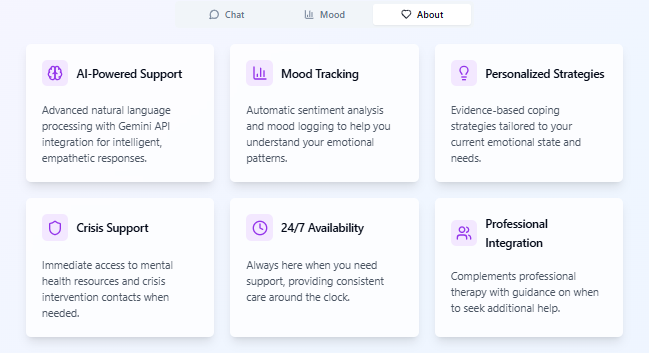 Chat
Mood
About
AI-Powered Support
Advanced natural language
processing with Gemini API
integration for intelligent,
empathetic responses.
Mood Tracking
Automatic sentiment analysis
and mood logging to help you
understand your emotional
patterns.
Personalized Strategies
Evidence-based coping
strategies tailored to your
current emotional state and
needs.
Crisis Support
Immediate access to mental
health resources and crisis
intervention contacts when
needed.
24/7 Availability
Always here when you need
support, providing consistent
care around the clock.
Professional
Integration
Complements professional
therapy with guidance on when
to seek additional help.